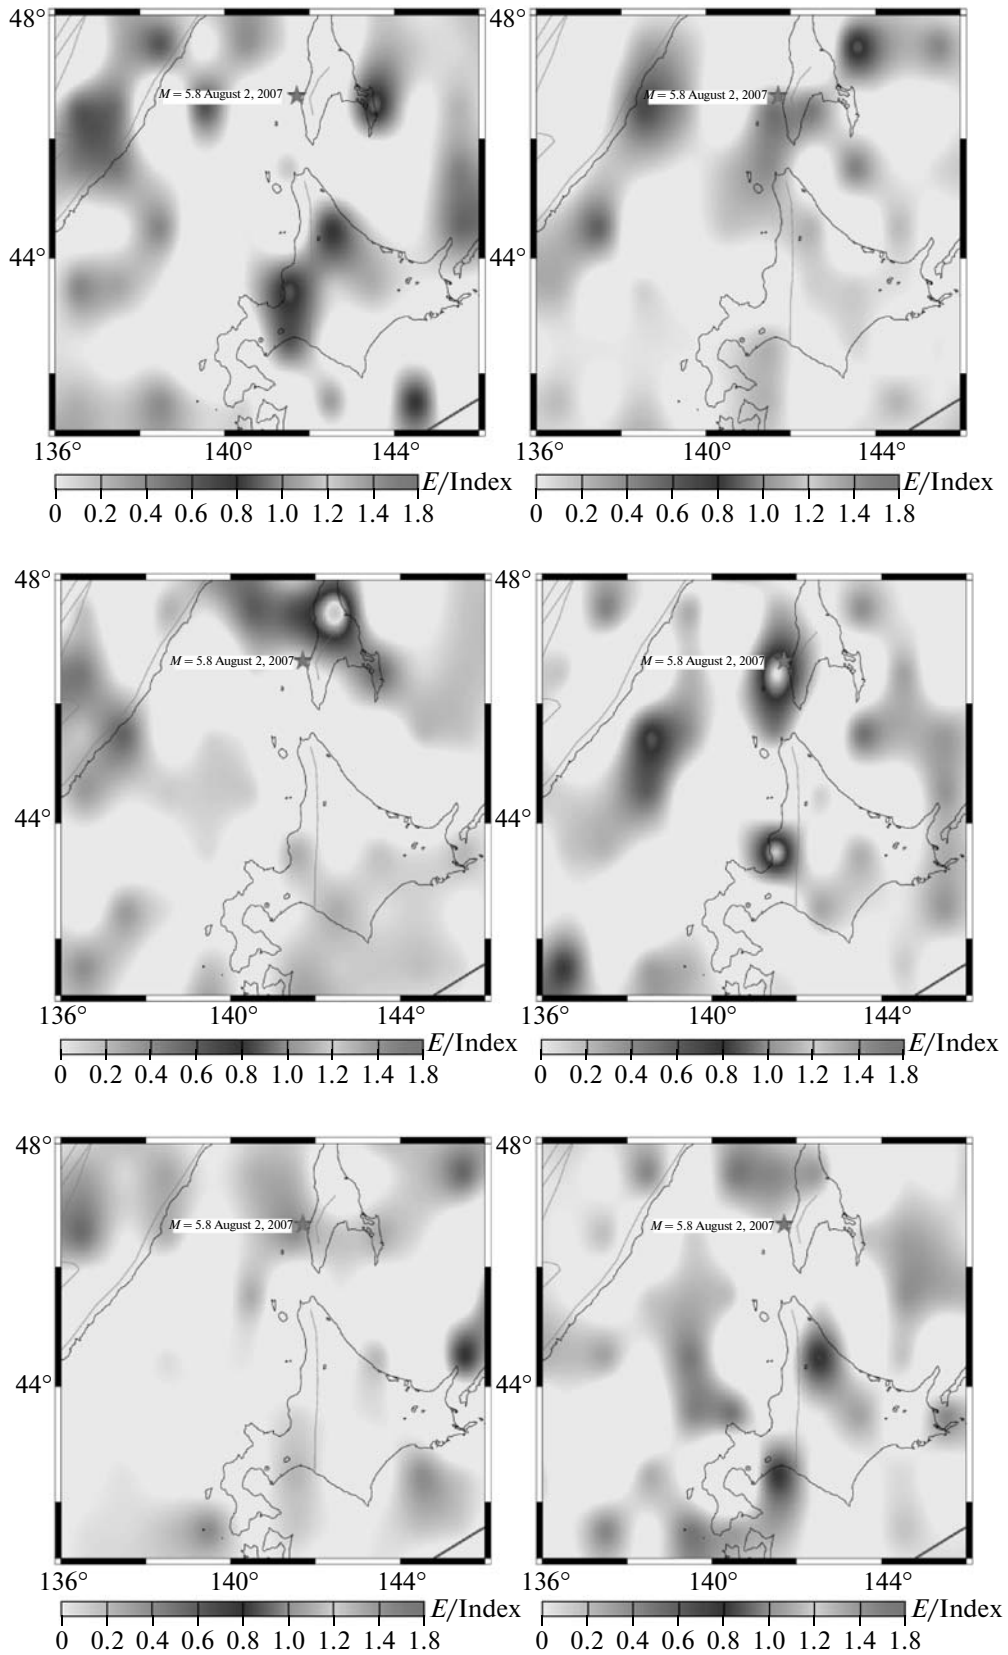 48° 48°
M = 5.8 August 2, 2007 M = 5.8 August 2, 2007
44° 44°
136° 140° 144° 136° 140° 144°
E/Index E/Index
0 0.2 0.4 0.6 0.8 1.0 1.2 1.4 1.8 0 0.2 0.4 0.6 0.8 1.0 1.2 1.4 1.8
48° 48°
M = 5.8 August 2, 2007 M = 5.8 August 2, 2007
44° 44°
136° 140° 144° 136° 140° 144°
E/Index E/Index
0 0.2 0.4 0.6 0.8 1.0 1.2 1.4 1.8 0 0.2 0.4 0.6 0.8 1.0 1.2 1.4 1.8
48° 48°
M = 5.8 August 2, 2007 M = 5.8 August 2, 2007
44° 44°
136° 140° 144° 136° 140° 144°
E/Index E/Index
0 0.2 0.4 0.6 0.8 1.0 1.2 1.4 1.8 0 0.2 0.4 0.6 0.8 1.0 1.2 1.4 1.8